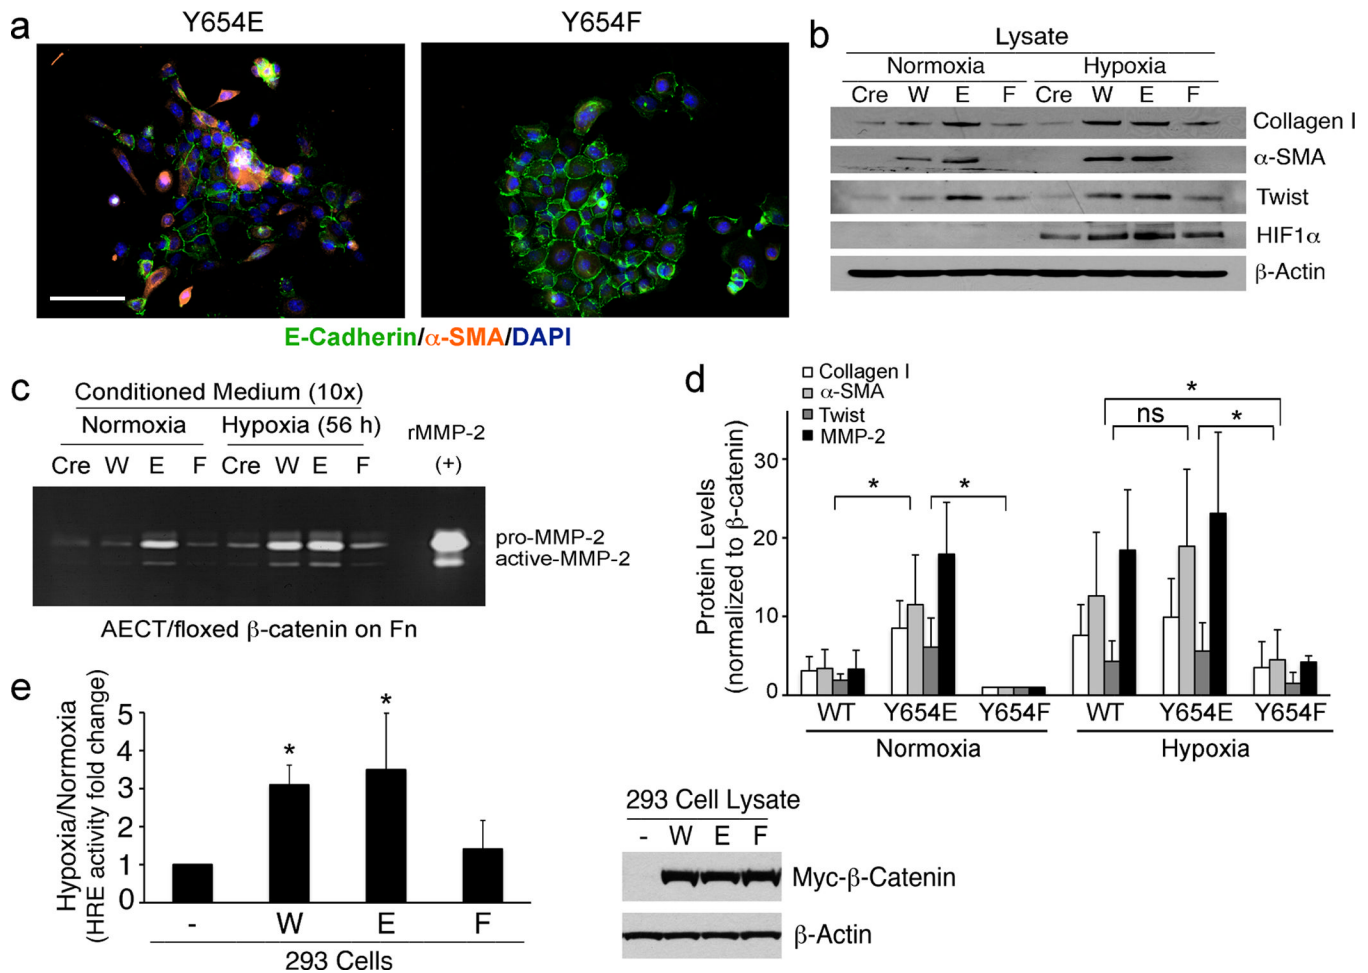 a
Y654E Y654F
E-Cadherin/α-SMA/DAPI
b
Lysate
Normoxia Hypoxia
Cre W E F Cre W E F
Collagen I
α-SMA
Twist
HIF1α
β-Actin
c
Conditioned Medium (10x)
Normoxia Hypoxia (56 h) rMMP-2
Cre W E F Cre W E F (+)
pro-MMP-2
active-MMP-2
AECT/floxed β-catenin on Fn
d
Collagen I
α-SMA
Twist
MMP-2
Protein Levels
(normalized to β-catenin)
30
20
10
0
* * ns * *
WT Y654E Y654F WT Y654E Y654F
Normoxia Hypoxia
e
Hypoxia/Normoxia
(HRE activity fold change)
5
4
3
2
1
0
* *
- W E F
293 Cells
293 Cell Lysate
- W E F
Myc-β-Catenin
β-Actin